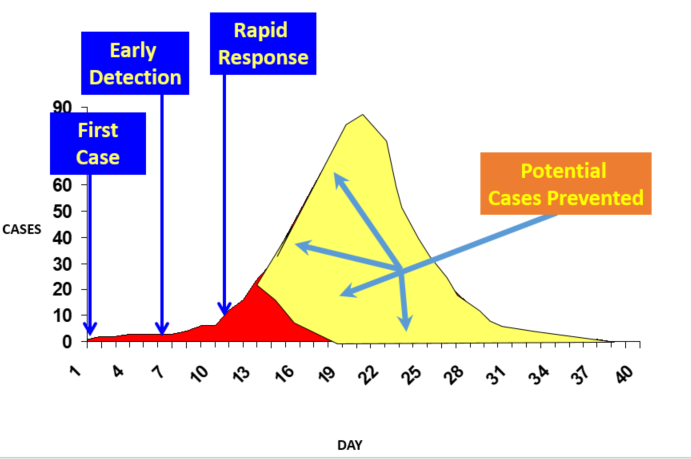 Rapid
Response
Early
Detection
90
First
Case
Potential
Cases Prevented
60
50
CASES
40
30
20
10
0
1
4
7
10
13
16
19
22
25
28
31
34
37
40
DAY